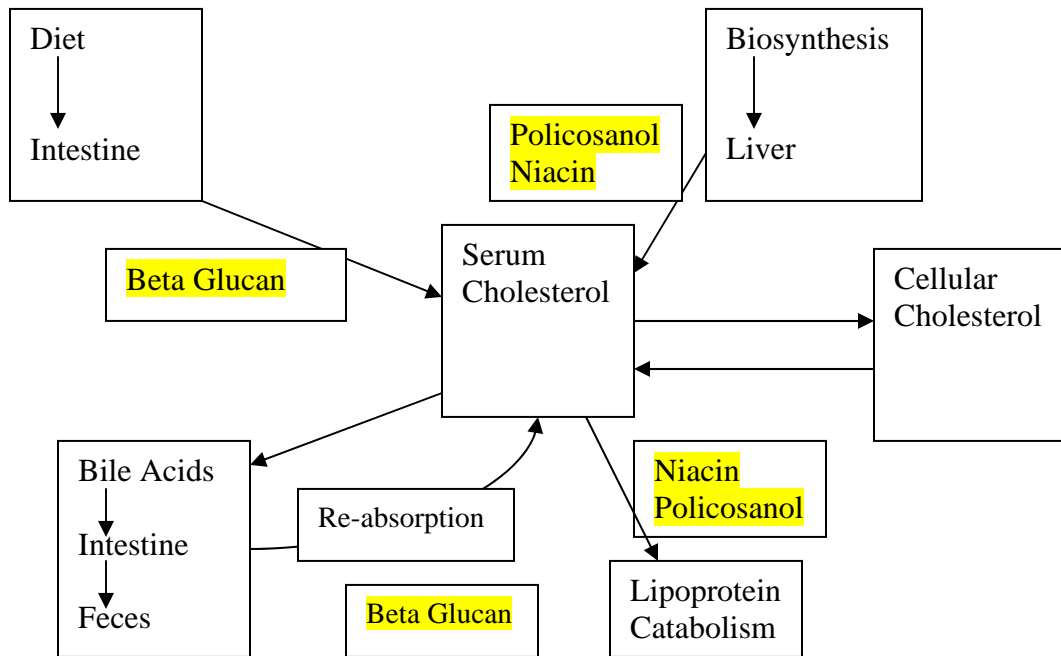 Diet
Intestine
Biosynthesis
Liver
Policosanol
Niacin
Beta Glucan
Serum
Cholesterol
Cellular
Cholesterol
Bile Acids
Intestine
Feces
Re-absorption
Beta Glucan
Niacin
Policosanol
Lipoprotein
Catabolism